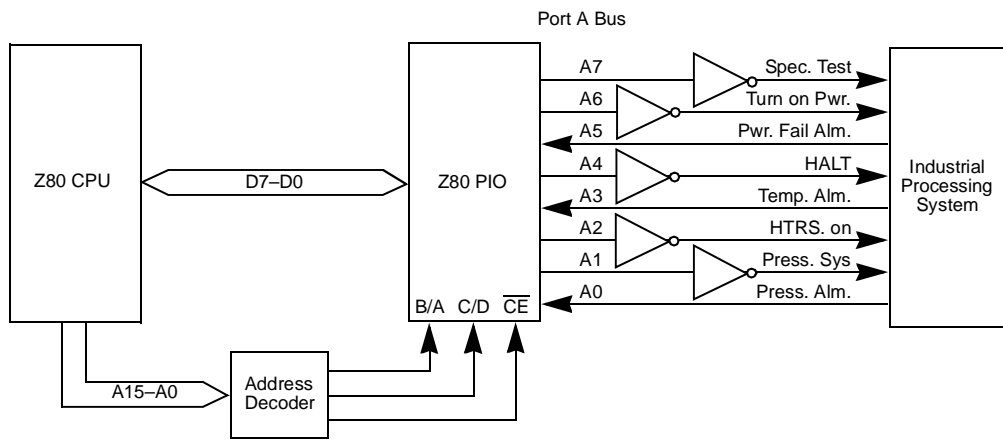 Port A Bus
Z80 CPU
D7–D0
Z80 PIO
A7
Spec. Test
A6
Turn on Pwr.
A5
Pwr. Fail Alm.
A4
HALT
A3
Temp. Alm.
A2
HTRS. on
A1
Press. Sys
A0
Press. Alm.
Industrial
Processing
System
B/A C/D C̅E̅
A15–A0
Address
Decoder